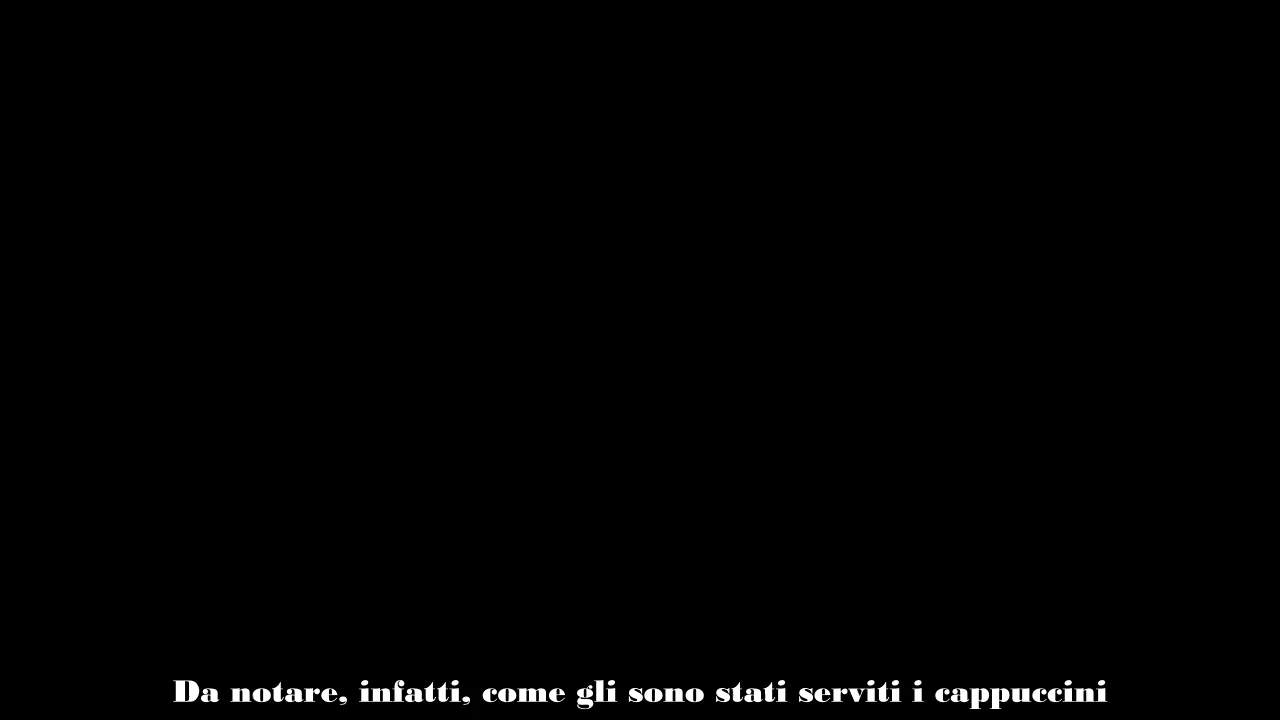 Da notare, infatti, come gli sono stati serviti i cappuccini